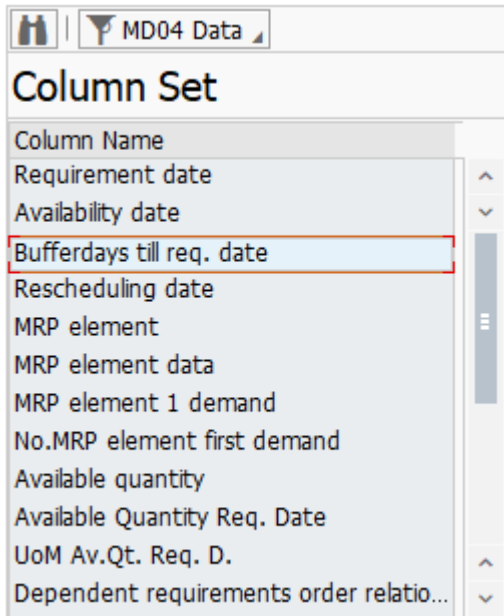 MD04 Data
Column Set
Column Name
Requirement date
Availability date
Bufferdays till req. date
Rescheduling date
MRP element
MRP element data
MRP element 1 demand
No.MRP element first demand
Available quantity
Available Quantity Req. Date
UoM Av.Qt. Req. D.
Dependent requirements order relatio...